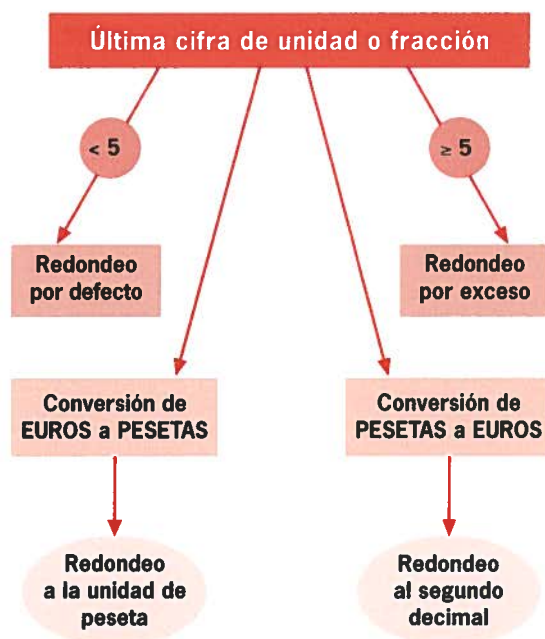 Última cifra de unidad o fracción
< 5
≥ 5
Redondeo
por defecto
Redondeo
por exceso
Conversión de
EUROS a PESETAS
Conversión de
PESETAS a EUROS
Redondeo
a la unidad de
peseta
Redondeo
al segundo
decimal